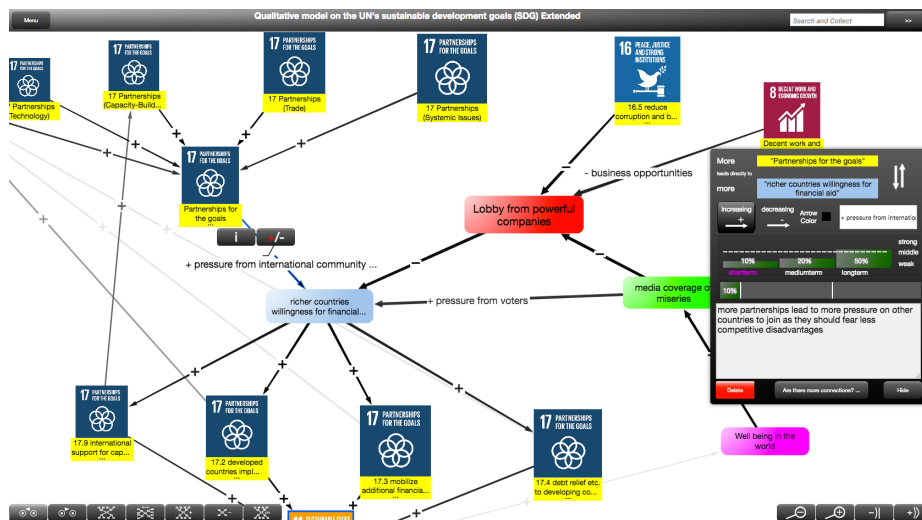 Menu
Qualitative model on the UN's sustainable development goals (SDG) Extended
Search and Collect
>>
17 PARTNERSHIPS
FOR THE GOALS
7 Partnerships
Technology)
17 PARTNERSHIPS
FOR THE GOALS
17 Partnerships
(Capacity-Build...
17 PARTNERSHIPS
FOR THE GOALS
17 Partnerships
(Trade)
17 PARTNERSHIPS
FOR THE GOALS
17 Partnerships
(Systemic Issues)
16 PEACE, JUSTICE
AND STRONG
INSTITUTIONS
16.5 reduce
corruption and b...
...
8 DECENT WORK AND
ECONOMIC GROWTH
Decent work and
17 PARTNERSHIPS
FOR THE GOALS
Partnerships for
the goals
...
i
+/-
+ pressure from international community ...
- business opportunities
Lobby from powerful
companies
More
"Partnerships for the goals"
leads directly to
more
"richer countries willingness for
financial aid"
increasing
+
decreasing
-
Arrow
Color
+ pressure from internatio
strong
middle
weak
10%
20%
50%
shortterm
mediumterm
longterm
10%
more partnerships lead to more pressure on other
countries to join as they should fear less
competitive disadvantages
Delete
Are there more connections? ...
Hide
richer countries
willingness for financial...
+ pressure from voters
media coverage o
miseries
Well being in the
world
17 PARTNERSHIPS
FOR THE GOALS
17.9 international
support for cap...
...
17 PARTNERSHIPS
FOR THE GOALS
17.2 developed
countries impl...
...
17 PARTNERSHIPS
FOR THE GOALS
17.3 mobilize
additional financia...
...
17 PARTNERSHIPS
FOR THE GOALS
17.4 debt relief etc.
to developing co...
...
11 SUSTAINABLE CITIES